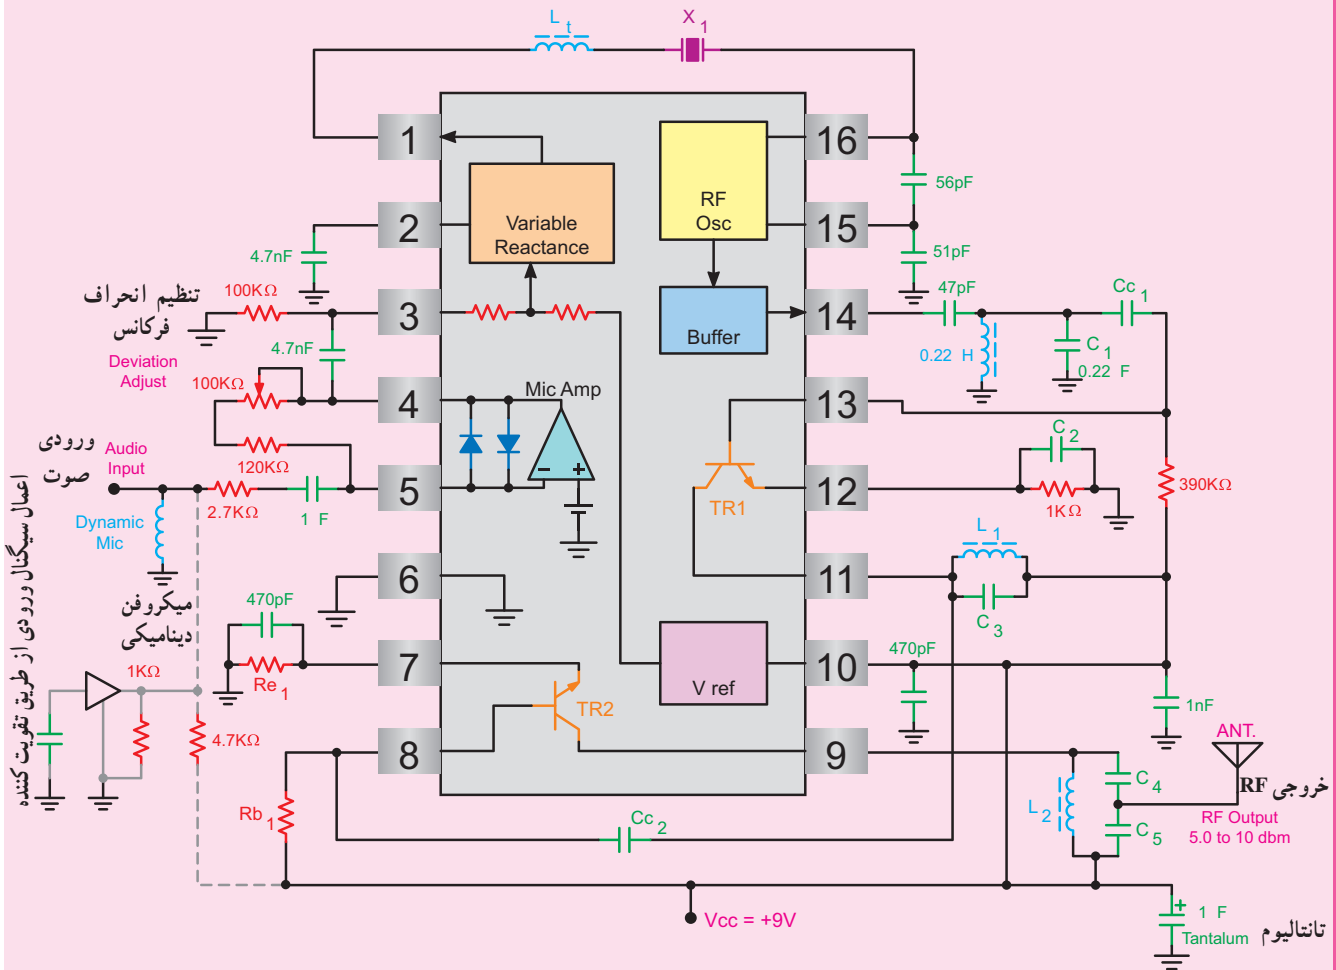 L t
X 1
1
16
56pF
Variable
Reactance
RF
Osc
2
15
4.7nF
51pF
100KΩ
تنظیم انحراف
فرکانس
Deviation
Adjust
3
Buffer
14
47pF
Cc 1
0.22 H
C 1
0.22 F
4.7nF
100KΩ
4
Mic Amp
13
C 2
ورودی
صوت
Audio
Input
120KΩ
5
12
390KΩ
2.7KΩ
1 F
TR1
1KΩ
Dynamic
Mic
L 1
میکروفن
دینامیکی
6
11
C 3
اعمال سیگنال ورودی از طریق تقویت کننده
470pF
Re 1
7
V ref
10
470pF
1KΩ
TR2
1nF
4.7KΩ
8
9
ANT.
C 4
خروجی RF
L 2
C 5
RF Output
5.0 to 10 dbm
Rb 1
Cc 2
Vcc = +9V
+
1 F
Tantalum
تانتالیوم